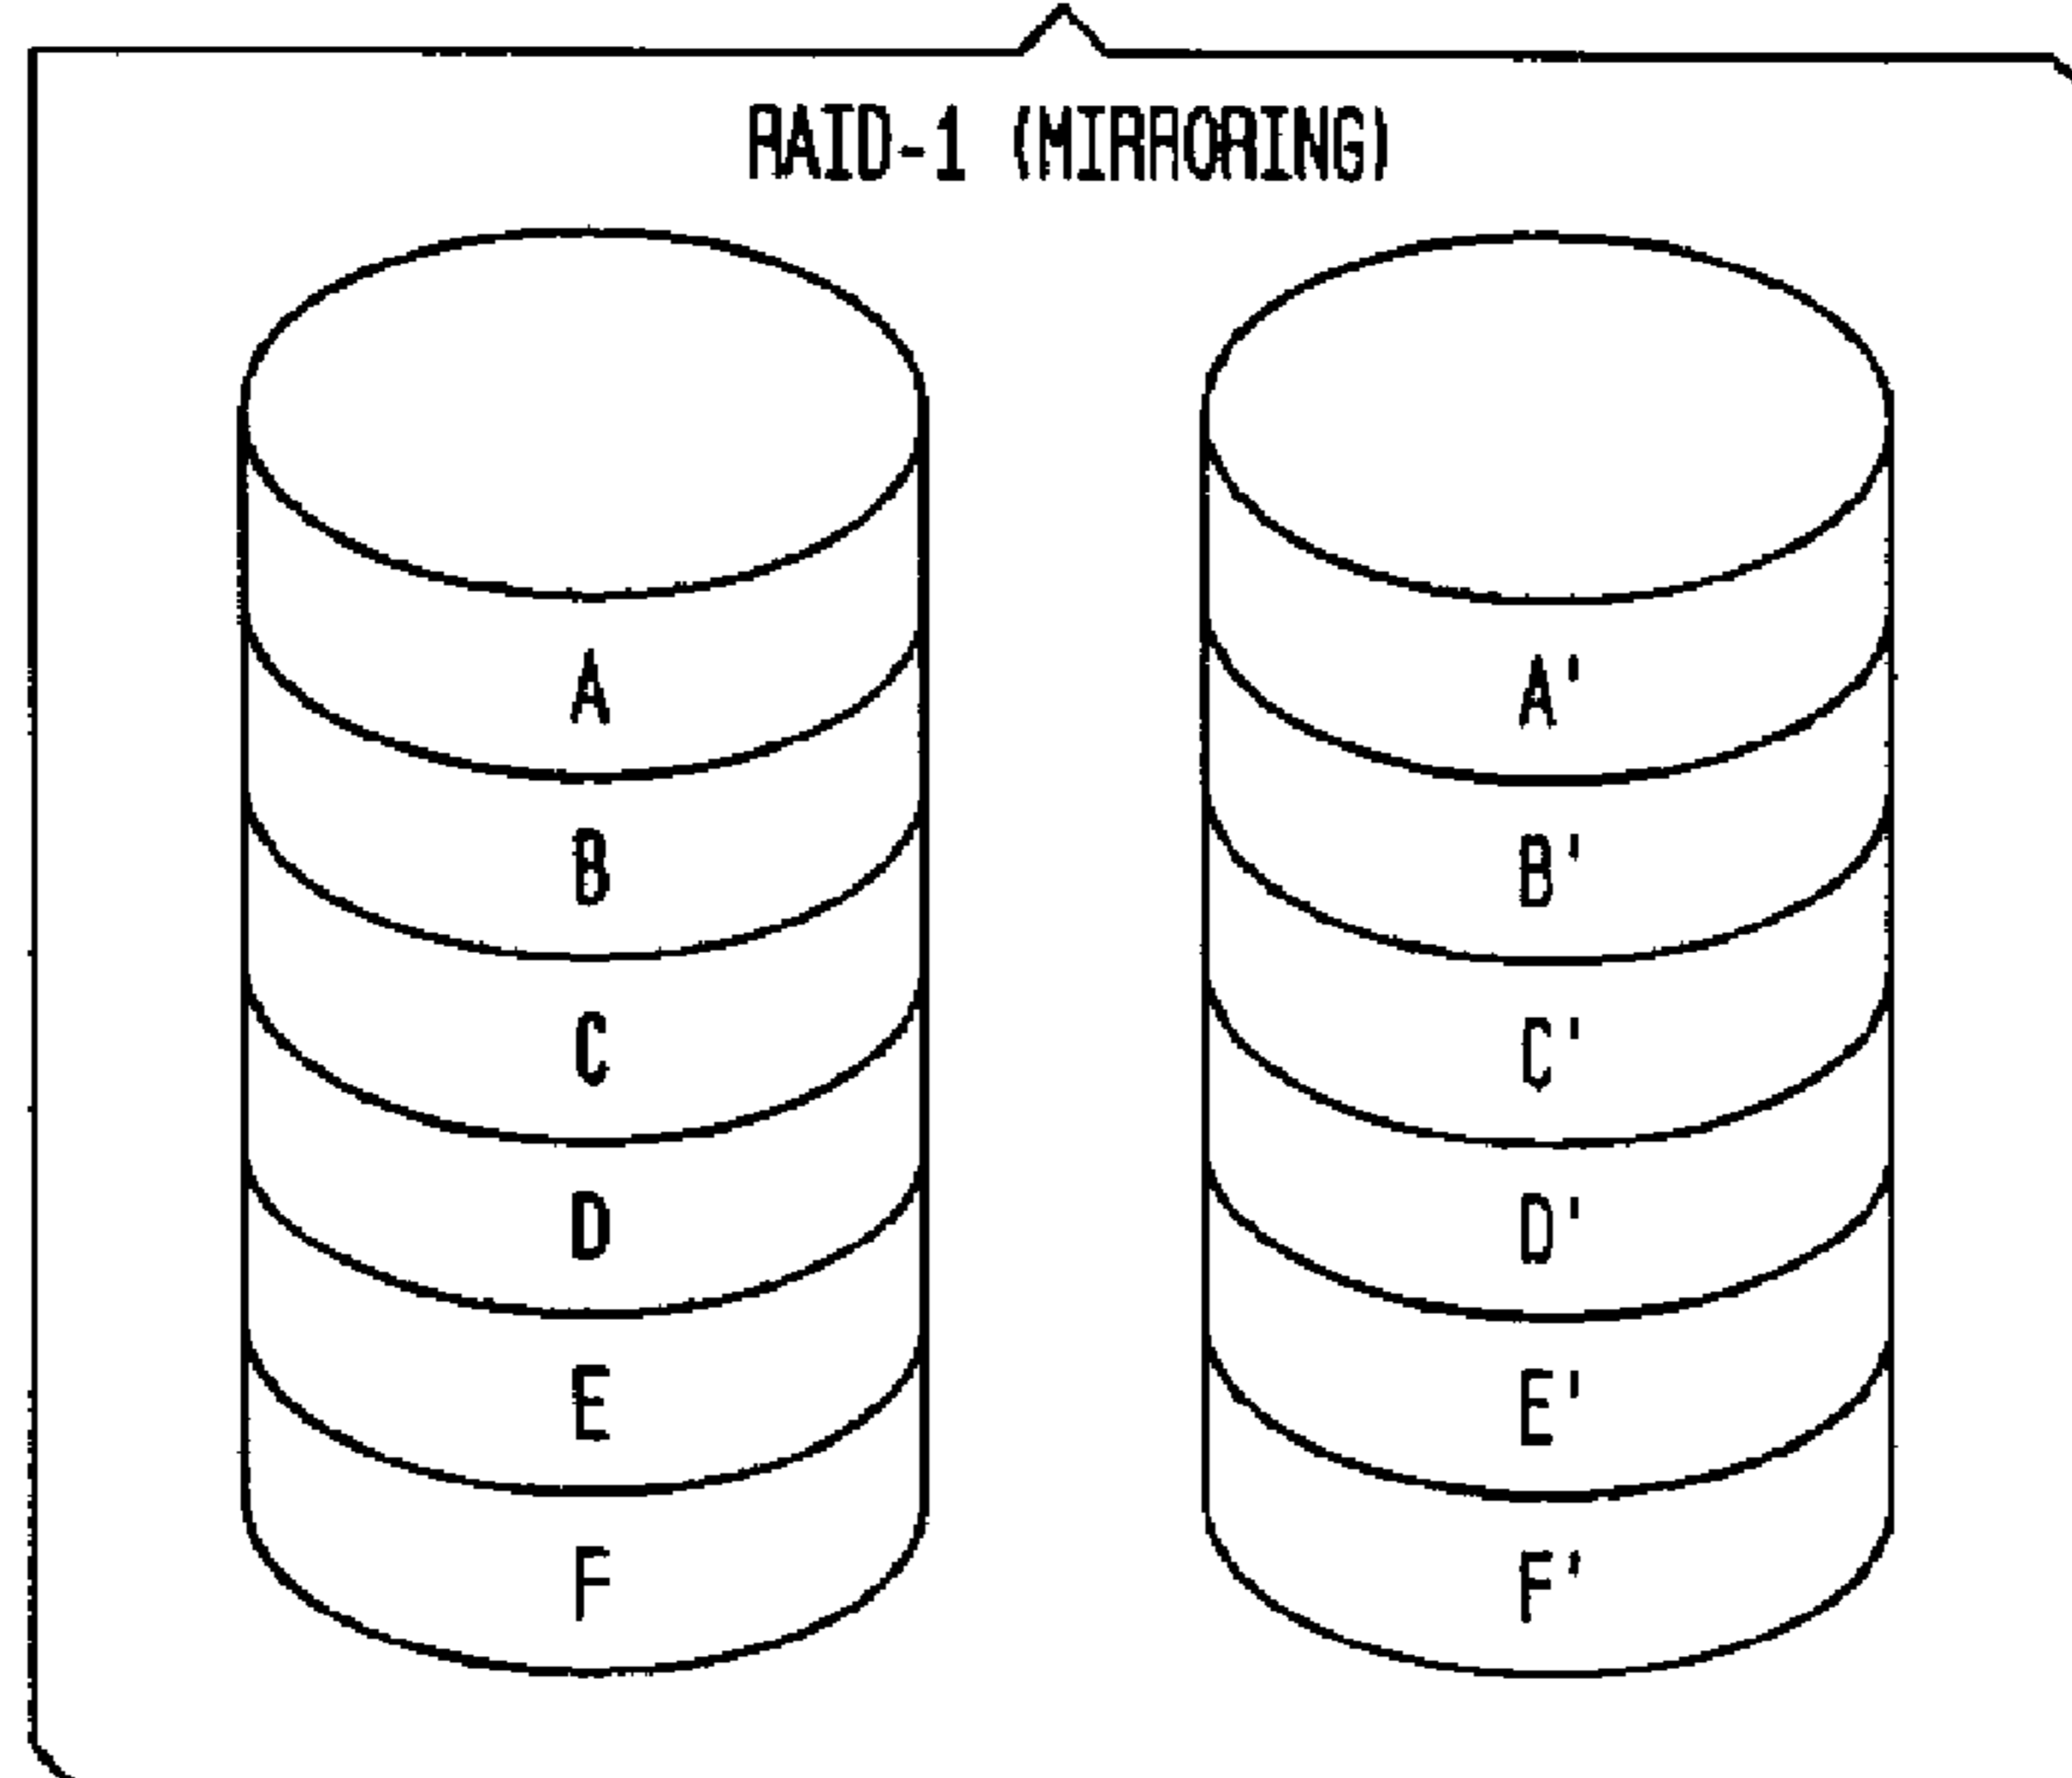 RAID-1 (MIRRORING)
A A'
B B'
C C'
D D'
E E'
F F'